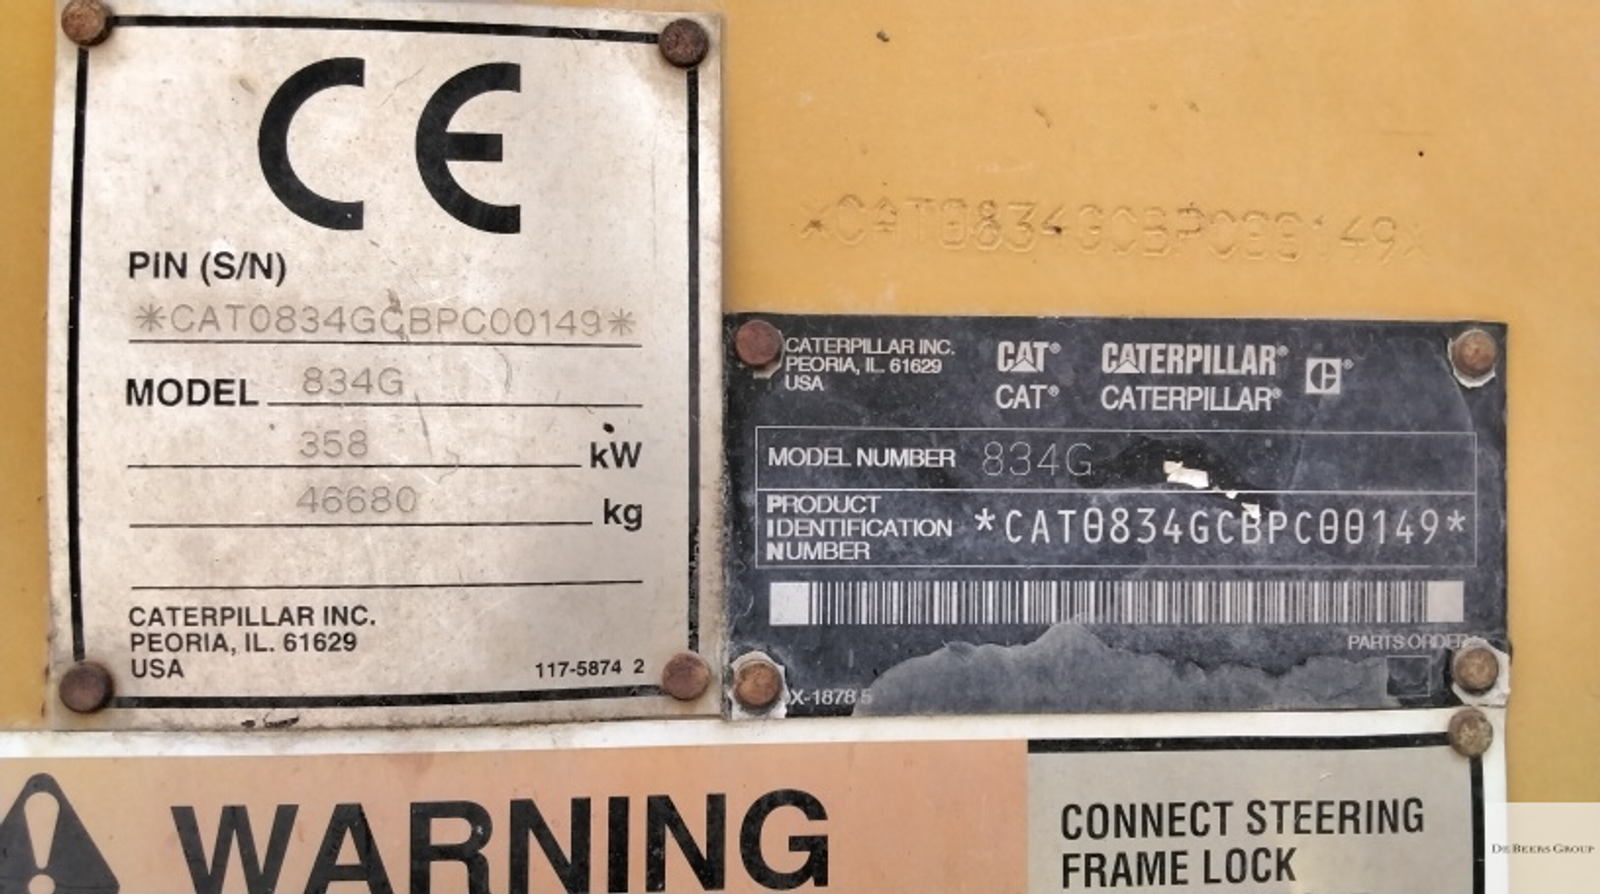 CE
PIN (S/N)
*CAT0834GCBPC00149*
MODEL 834G
358 kW
46680 kg
CATERPILLAR INC.
PEORIA, IL. 61629
USA
117-5874 2
*CAT0834GCBPC00149*
CATERPILLAR INC.
PEORIA, IL. 61629
USA
CAT® CATERPILLAR® C®
CAT® CATERPILLAR®
MODEL NUMBER 834G
PRODUCT
IDENTIFICATION
NUMBER
*CAT0834GCBPC00149*
PARTS ORDER
X-1878 5
WARNING
CONNECT STEERING
FRAME LOCK
DE BEERS GROUP